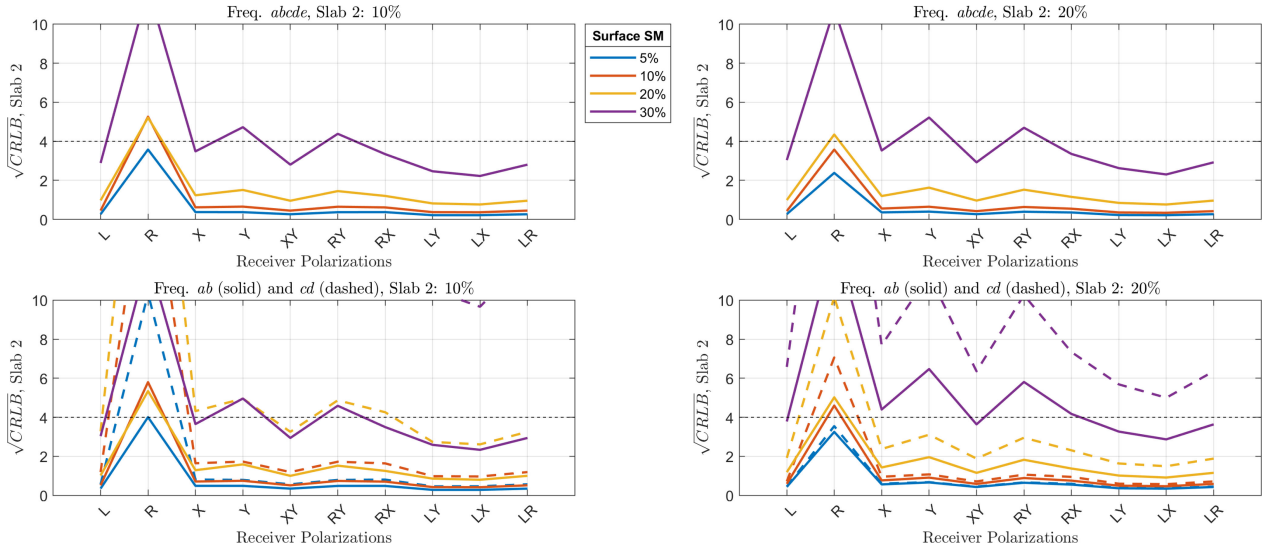 Freq. abcde, Slab 2: 10%
10
8
6
4
2
0
√CRLB, Slab 2
L R X Y XY RY RX LY LX LR
Receiver Polarizations
Surface SM
5%
10%
20%
30%
Freq. abcde, Slab 2: 20%
10
8
6
4
2
0
√CRLB, Slab 2
L R X Y XY RY RX LY LX LR
Receiver Polarizations
Freq. ab (solid) and cd (dashed), Slab 2: 10%
10
8
6
4
2
0
√CRLB, Slab 2
L R X Y XY RY RX LY LX LR
Receiver Polarizations
Freq. ab (solid) and cd (dashed), Slab 2: 20%
10
8
6
4
2
0
√CRLB, Slab 2
L R X Y XY RY RX LY LX LR
Receiver Polarizations